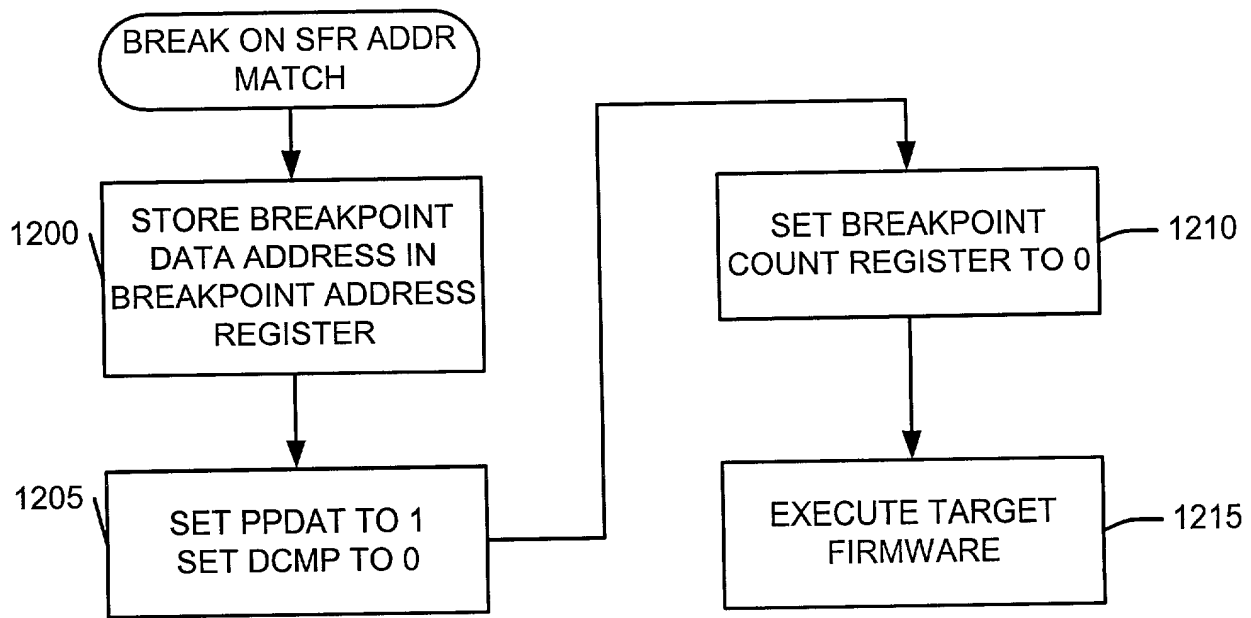 BREAK ON SFR ADDR
MATCH
1200
STORE BREAKPOINT
DATA ADDRESS IN
BREAKPOINT ADDRESS
REGISTER
1205
SET PPDAT TO 1
SET DCMP TO 0
SET BREAKPOINT
COUNT REGISTER TO 0
1210
EXECUTE TARGET
FIRMWARE
1215